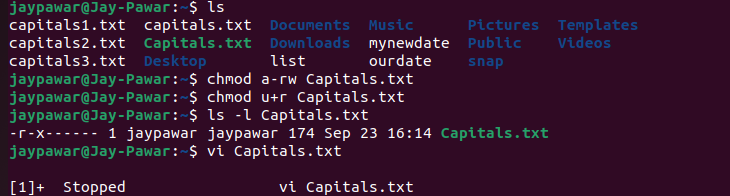 jaypawar@Jay-Pawar:~$ ls
capitals1.txt  capitals.txt  Documents  Music      Pictures  Templates
capitals2.txt  Capitals.txt  Downloads  mynewdate  Public    Videos
capitals3.txt  Desktop       list       ourdate    snap
jaypawar@Jay-Pawar:~$ chmod a-rw Capitals.txt
jaypawar@Jay-Pawar:~$ chmod u+r Capitals.txt
jaypawar@Jay-Pawar:~$ ls -l Capitals.txt
-r-x------ 1 jaypawar jaypawar 174 Sep 23 16:14 Capitals.txt
jaypawar@Jay-Pawar:~$ vi Capitals.txt
[1]+  Stopped                 vi Capitals.txt